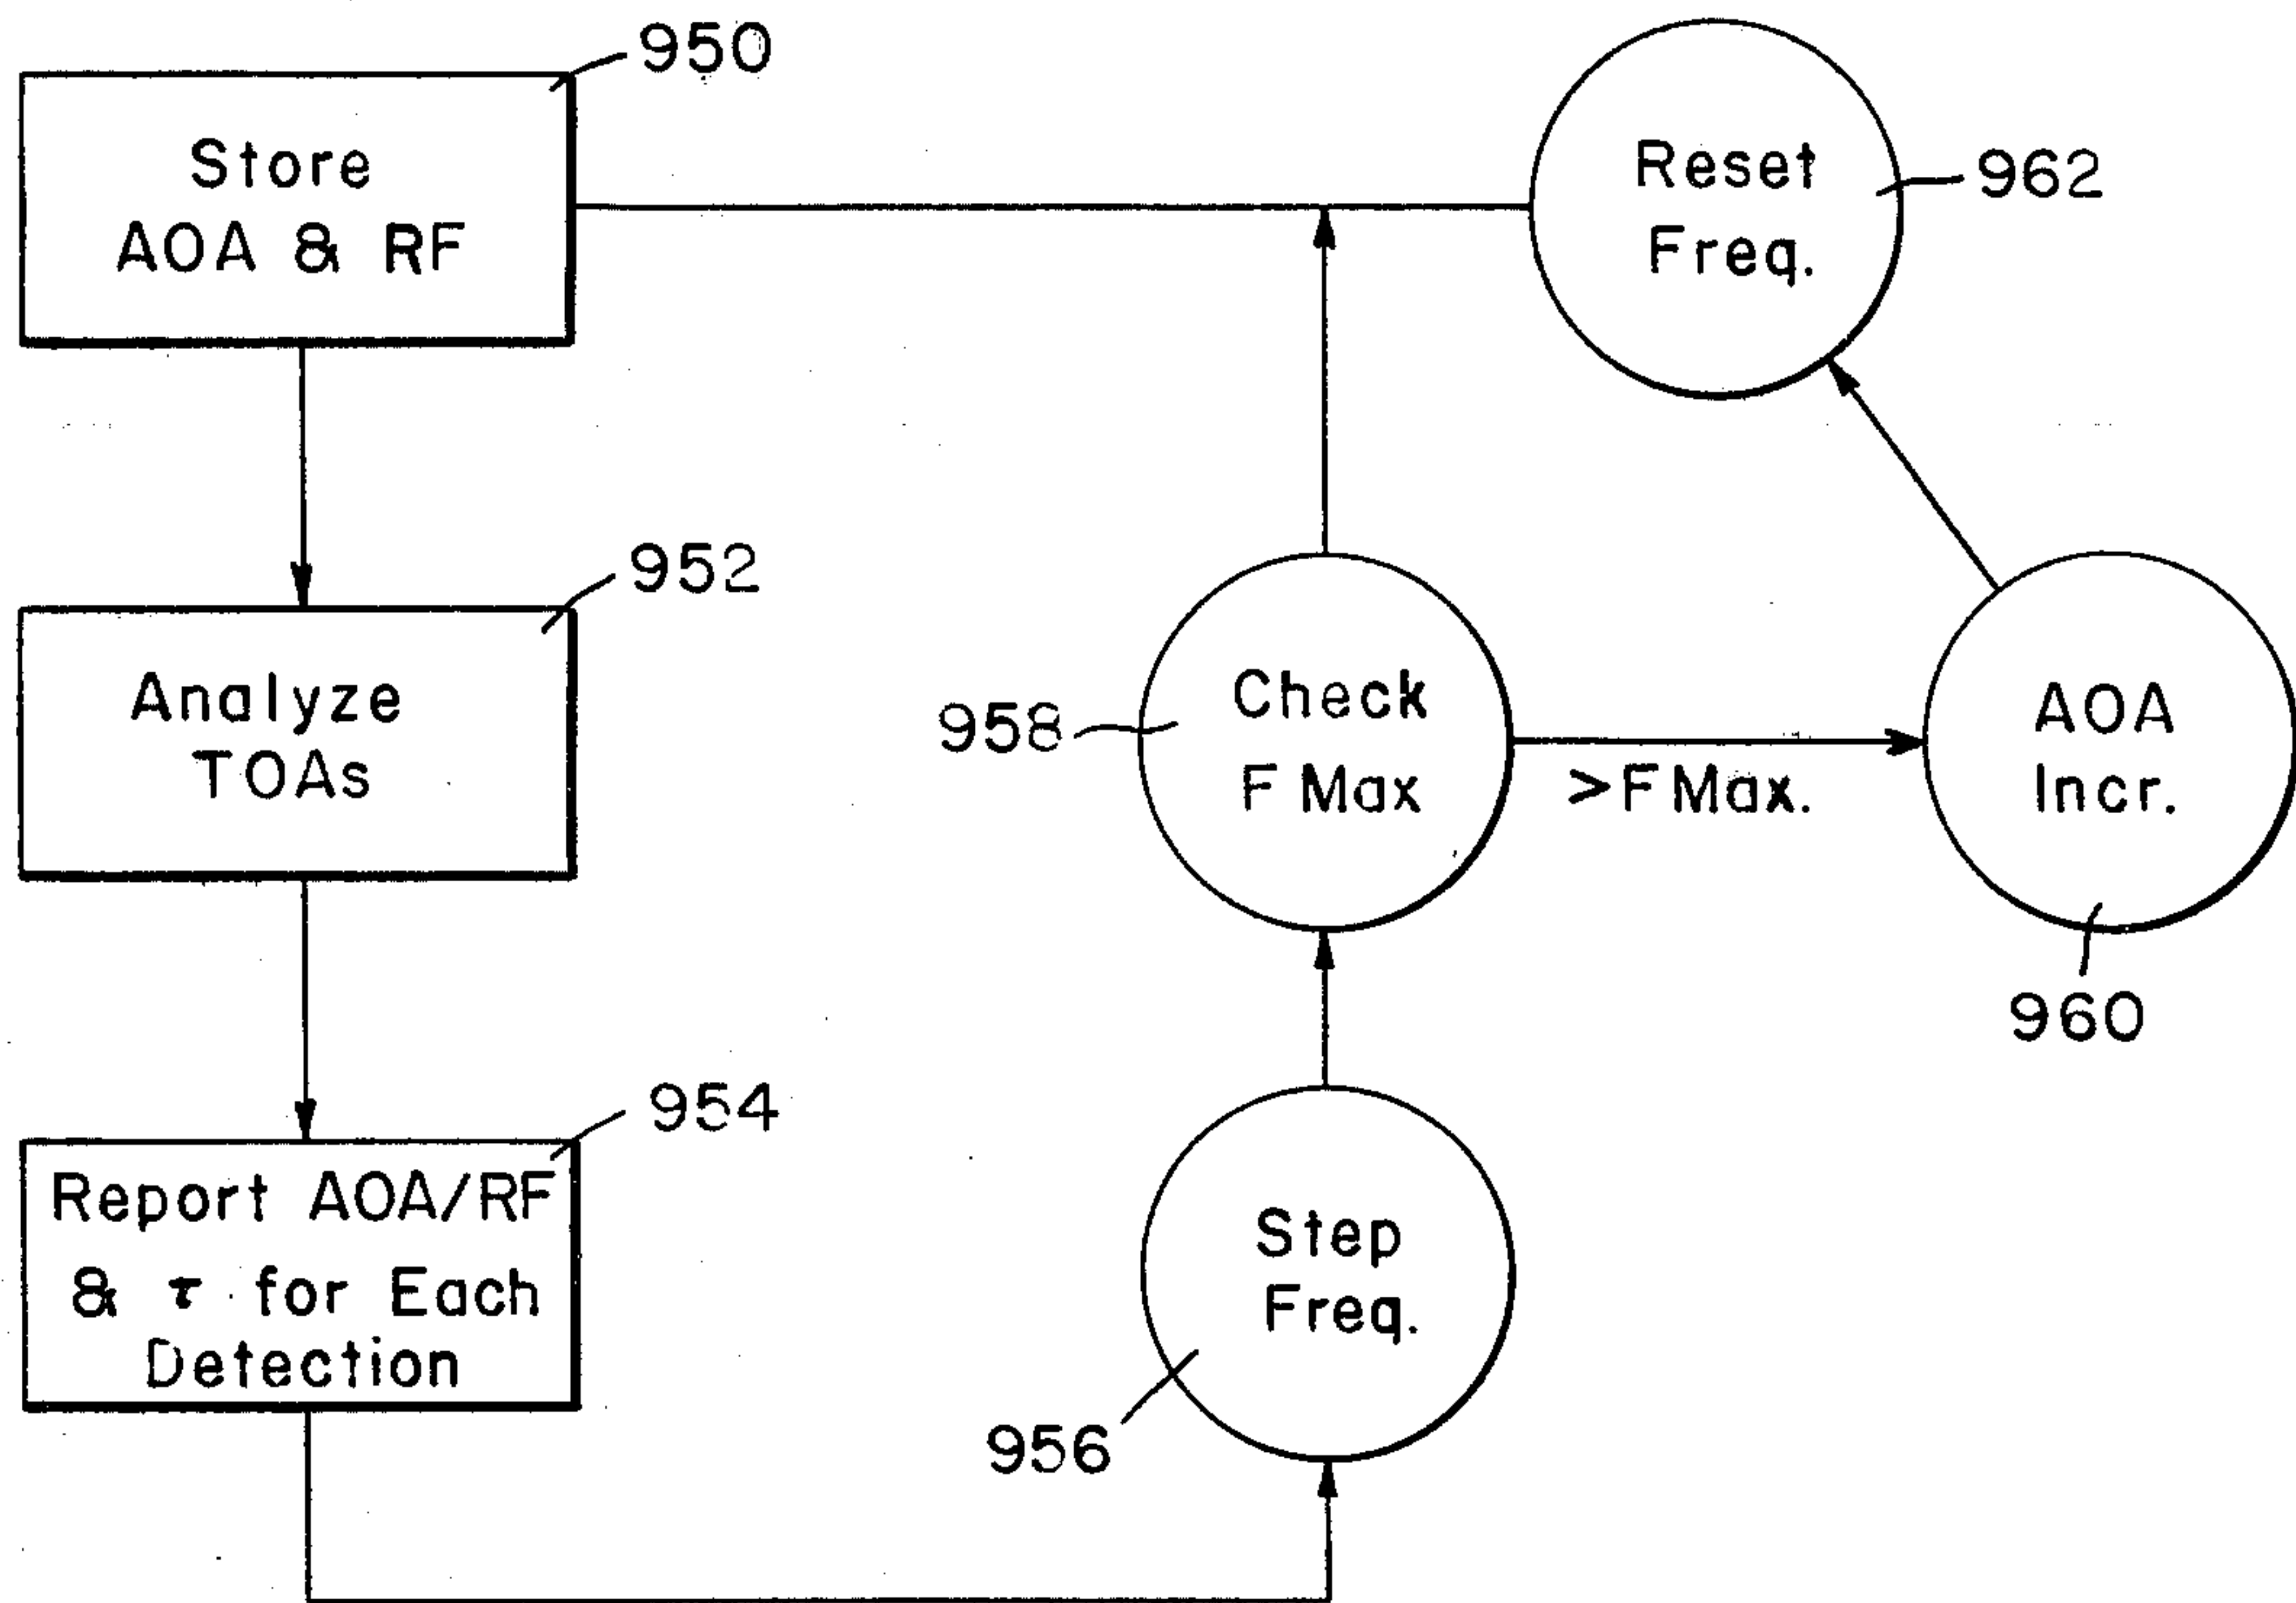 950
Store
AOA & RF
952
Analyze
TOAs
954
Report AOA/RF
& τ for Each
Detection
Reset
Freq.
962
958
Check
F Max
>F Max.
AOA
Incr.
960
Step
Freq.
956